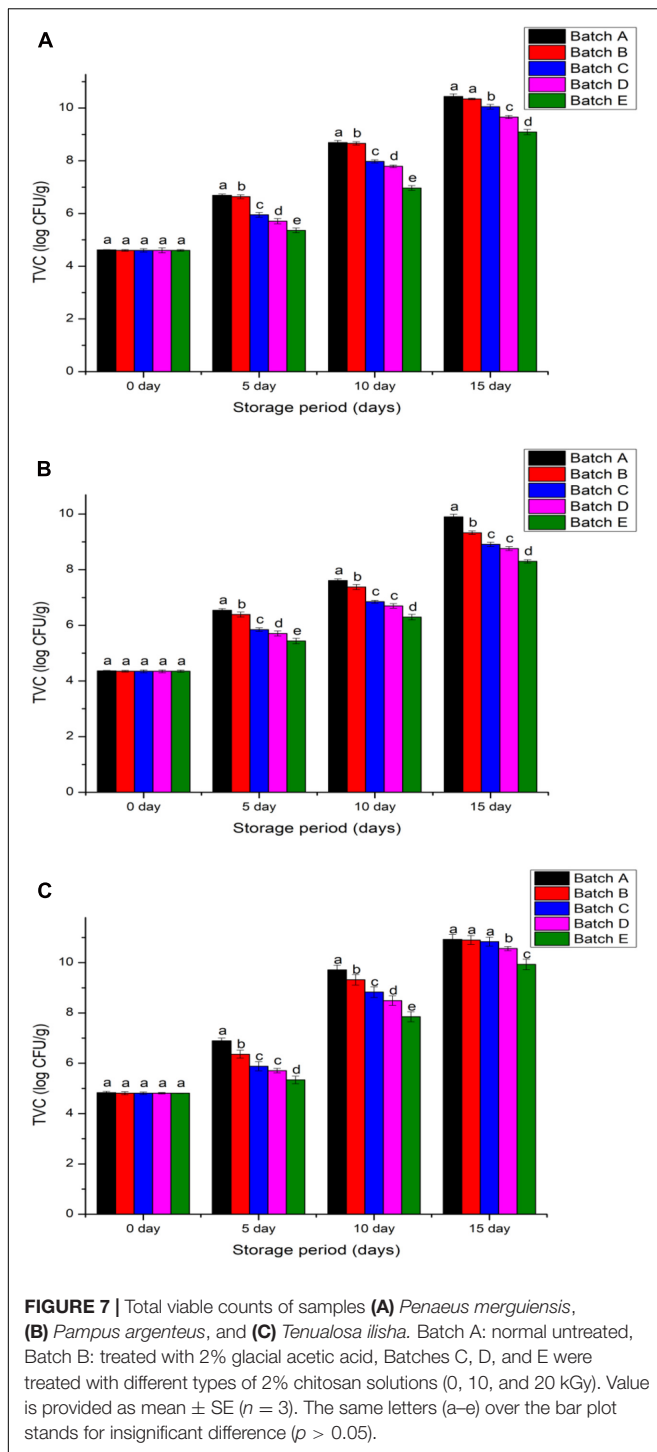 A
Batch A
Batch B
Batch C
Batch D
Batch E
a a b c d
a b c d e
a b c d e
a a a a a
10
8
6
4
2
0
TVC (log CFU/g)
0 day 5 day 10 day 15 day
Storage period (days)
B
Batch A
Batch B
Batch C
Batch D
Batch E
a b c c d
a b c c d
a b c d e
a a a a a
10
8
6
4
2
0
TVC (log CFU/g)
0 day 5 day 10 day 15 day
Storage period (days)
C
Batch A
Batch B
Batch C
Batch D
Batch E
a a a b c
a b c d e
a b c c d
a a a a a
10
8
6
4
2
0
TVC (log CFU/g)
0 day 5 day 10 day 15 day
Storage period (days)
FIGURE 7 | Total viable counts of samples (A) Penaeus merguiensis,
(B) Pampus argenteus, and (C) Tenualosa ilisha. Batch A: normal untreated,
Batch B: treated with 2% glacial acetic acid, Batches C, D, and E were
treated with different types of 2% chitosan solutions (0, 10, and 20 kGy). Value
is provided as mean ± SE (n = 3). The same letters (a–e) over the bar plot
stands for insignificant difference (p > 0.05).